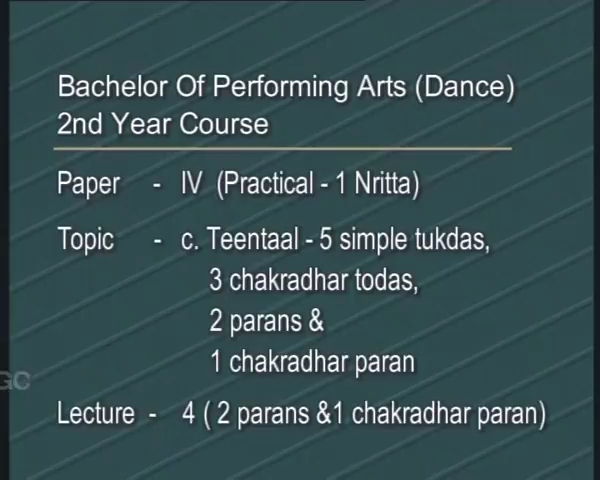 Bachelor Of Performing Arts (Dance)
2nd Year Course
Paper - IV (Practical - 1 Nritta)
Topic - c. Teentaal - 5 simple tukdas,
3 chakradhar todas,
2 parans &
1 chakradhar paran
GC
Lecture - 4 ( 2 parans &1 chakradhar paran)